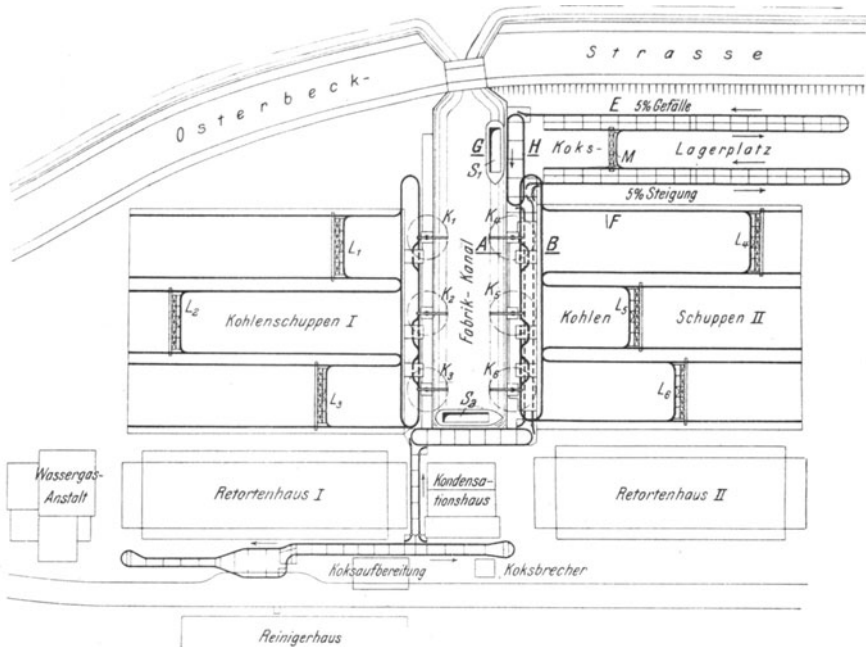 Osterbeck-
Strasse
E 5% Gefälle
G
H
S1
Koks-
M
Lagerplatz
5% Steigung
F
K1
K4
A
B
L1
L4
Fabrik-Kanal
K2
K5
L2
Kohlenschuppen I
Kohlen
L5
Schuppen II
K3
K6
L3
L6
S2
Wassergas-
Anstalt
Retortenhaus I
Kondensa-
tionshaus
Retortenhaus II
Koksaufbereitung
Koksbrecher
Reinigerhaus